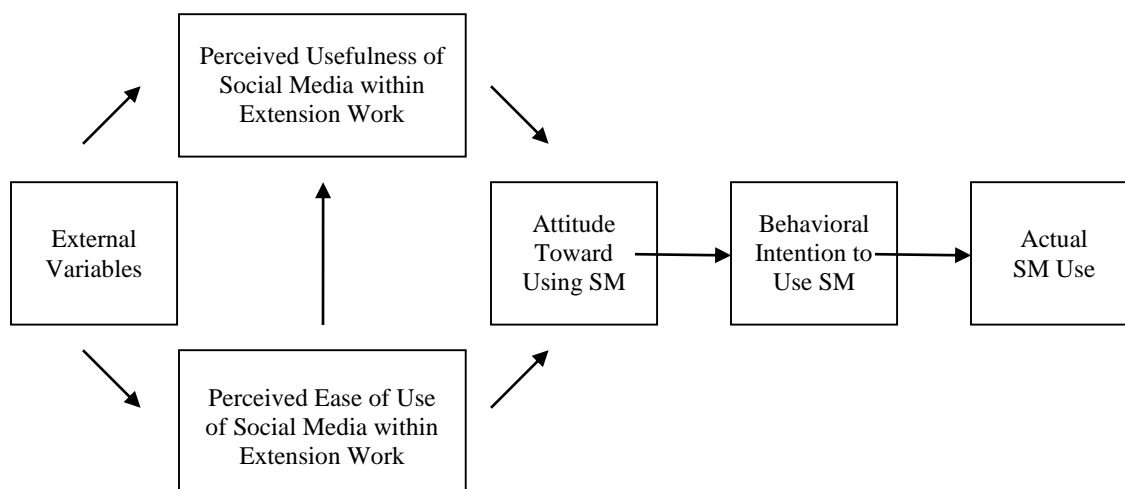 Perceived Usefulness of
Social Media within
Extension Work
External
Variables
Attitude
Toward
Using SM
Behavioral
Intention to
Use SM
Actual
SM Use
Perceived Ease of Use
of Social Media within
Extension Work